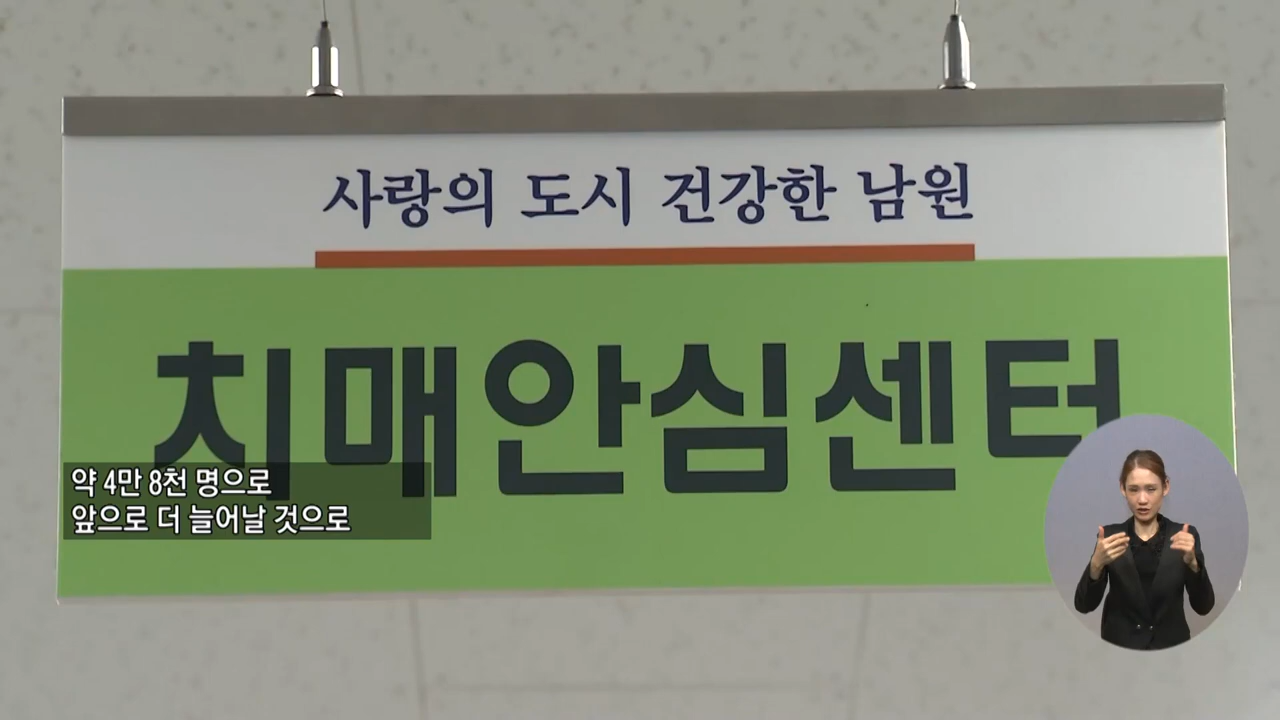 사랑의 도시 건강한 남원
치매안심센터
약 4만 8천 명으로
앞으로 더 늘어날 것으로